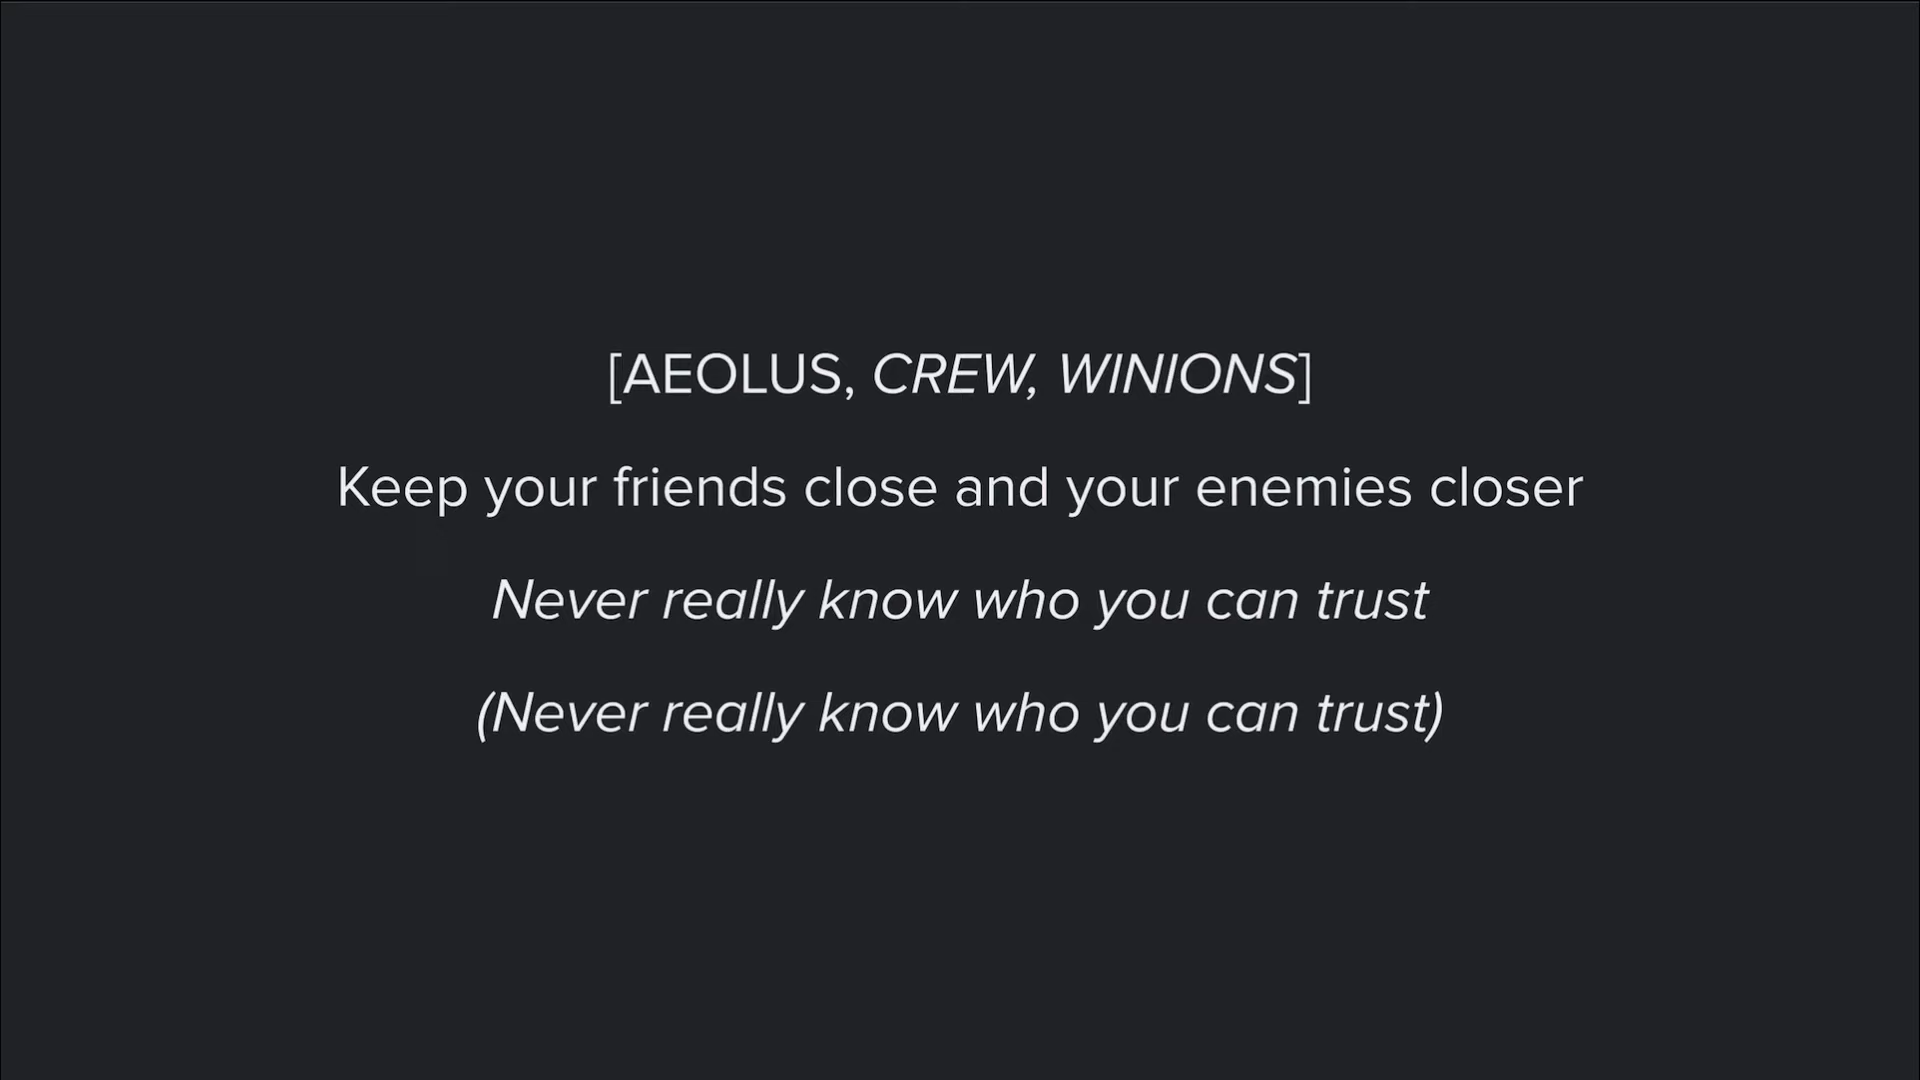 [AEOLUS, CREW, WINIONS]
Keep your friends close and your enemies closer
Never really know who you can trust
(Never really know who you can trust)